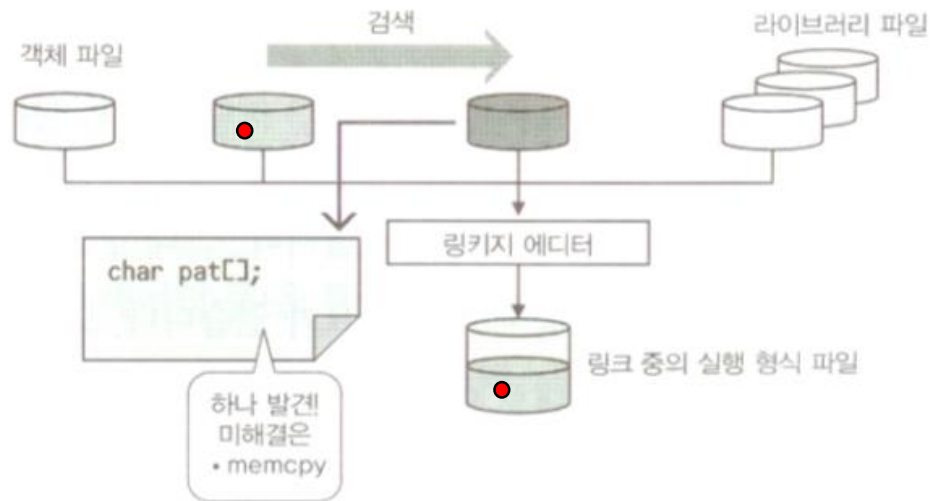 검색
객체 파일
라이브러리 파일
링키지 에디터
char pat[];
링크 중의 실행 형식 파일
하나 발견!
미해결은
• memcpy